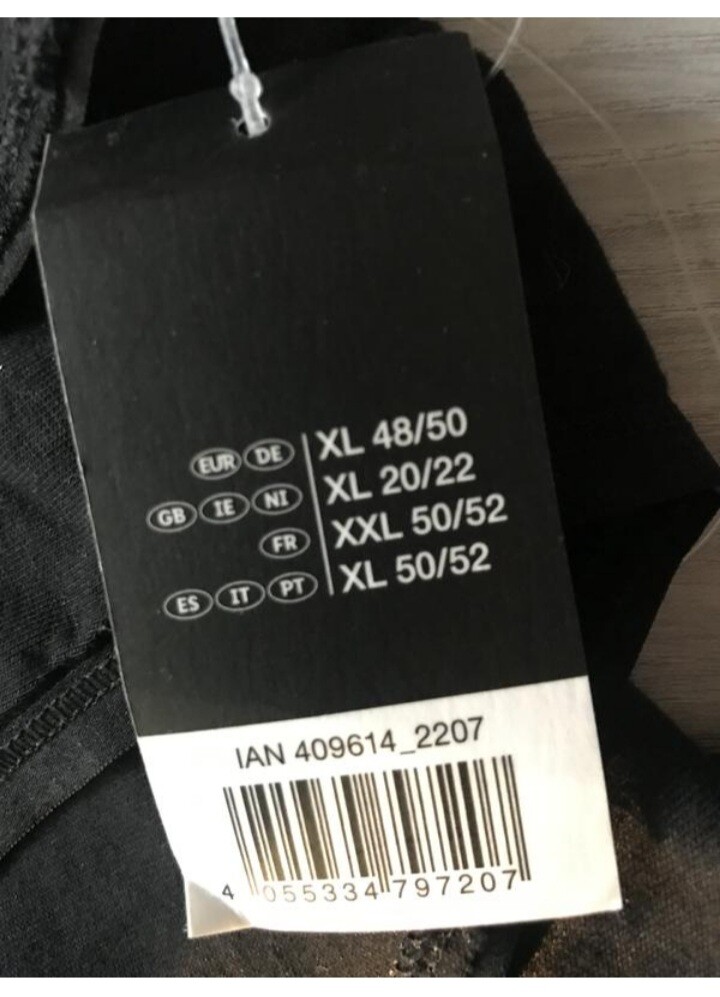 EUR DE XL 48/50
GB IE NI XL 20/22
FR XXL 50/52
ES IT PT XL 50/52
IAN 409614_2207
4 055334 797207